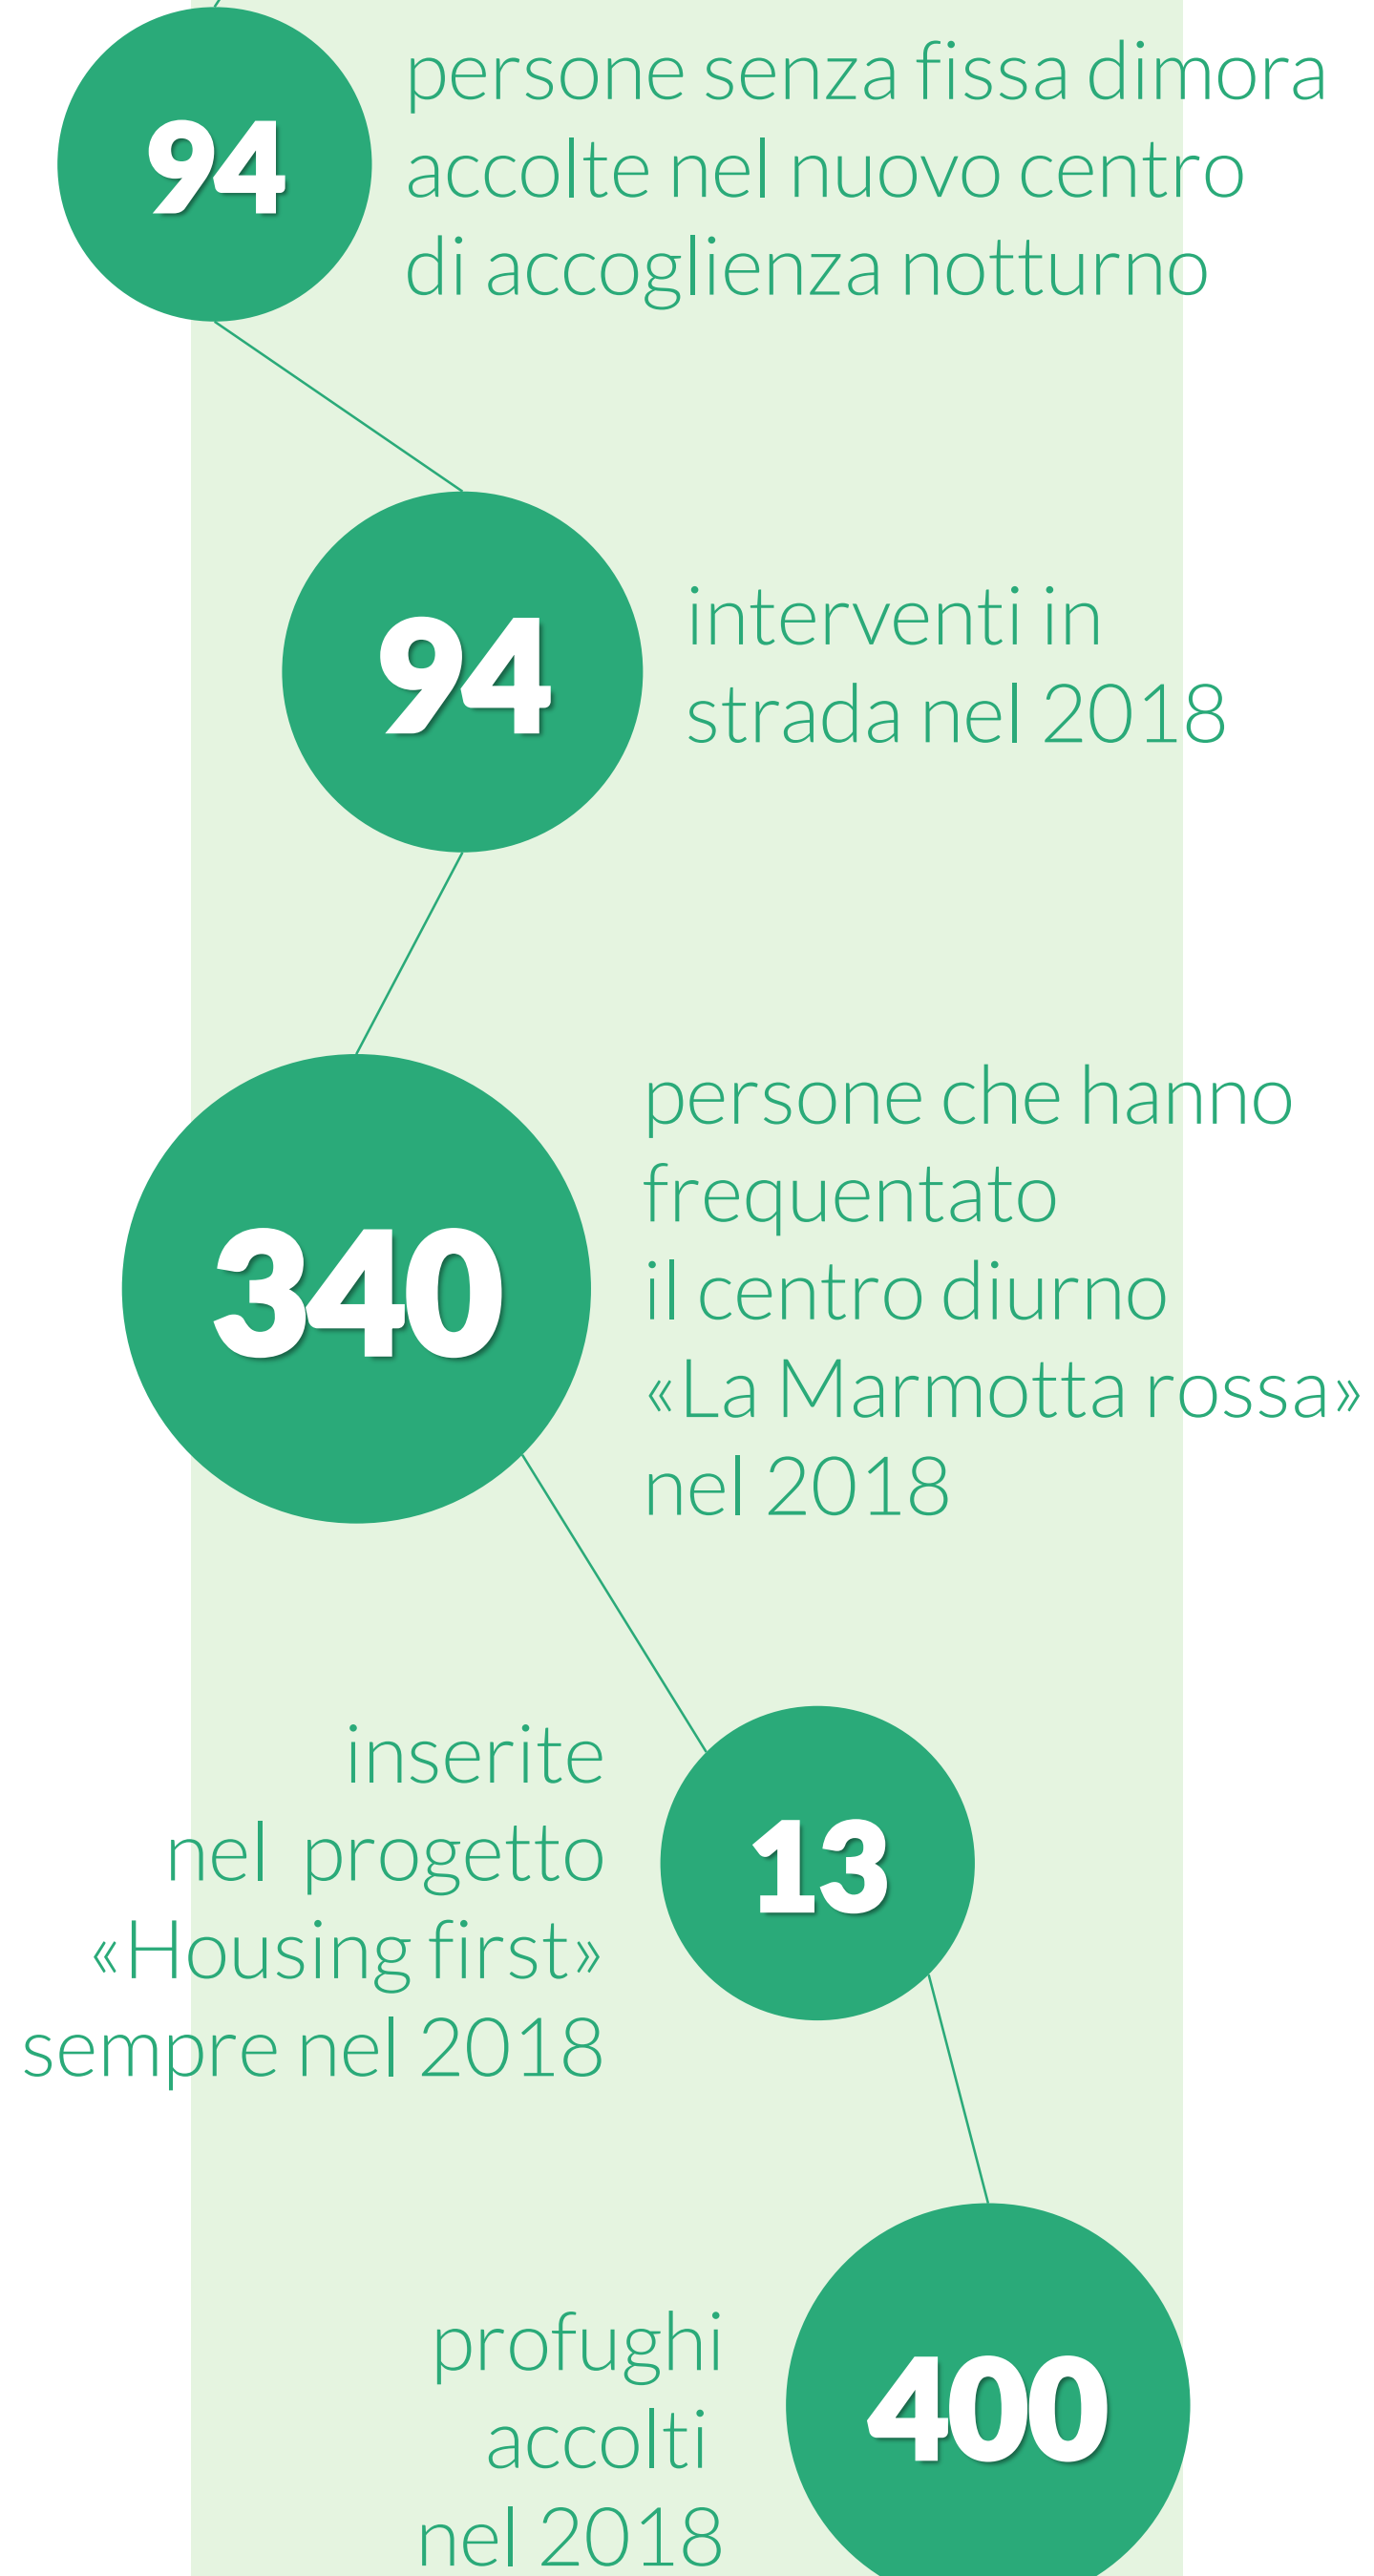 94
persone senza fissa dimora
accolte nel nuovo centro
di accoglienza notturno
94
interventi in
strada nel 2018
340
persone che hanno
frequentato
il centro diurno
«La Marmotta rossa»
nel 2018
13
inserite
nel progetto
«Housing first»
sempre nel 2018
400
profughi
accolti
nel 2018